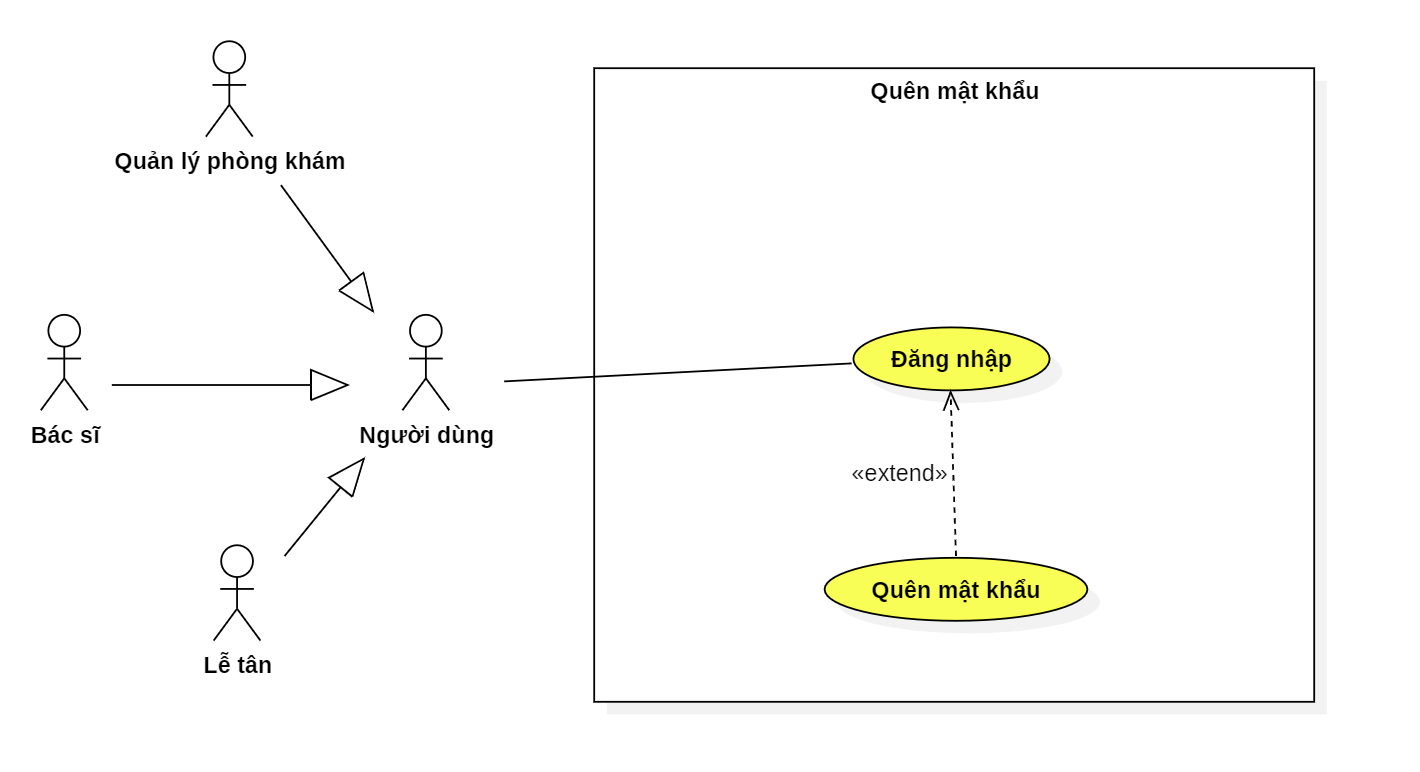 Quên mật khẩu
Quản lý phòng khám
Đăng nhập
Bác sĩ
Người dùng
«extend»
Quên mật khẩu
Lễ tân